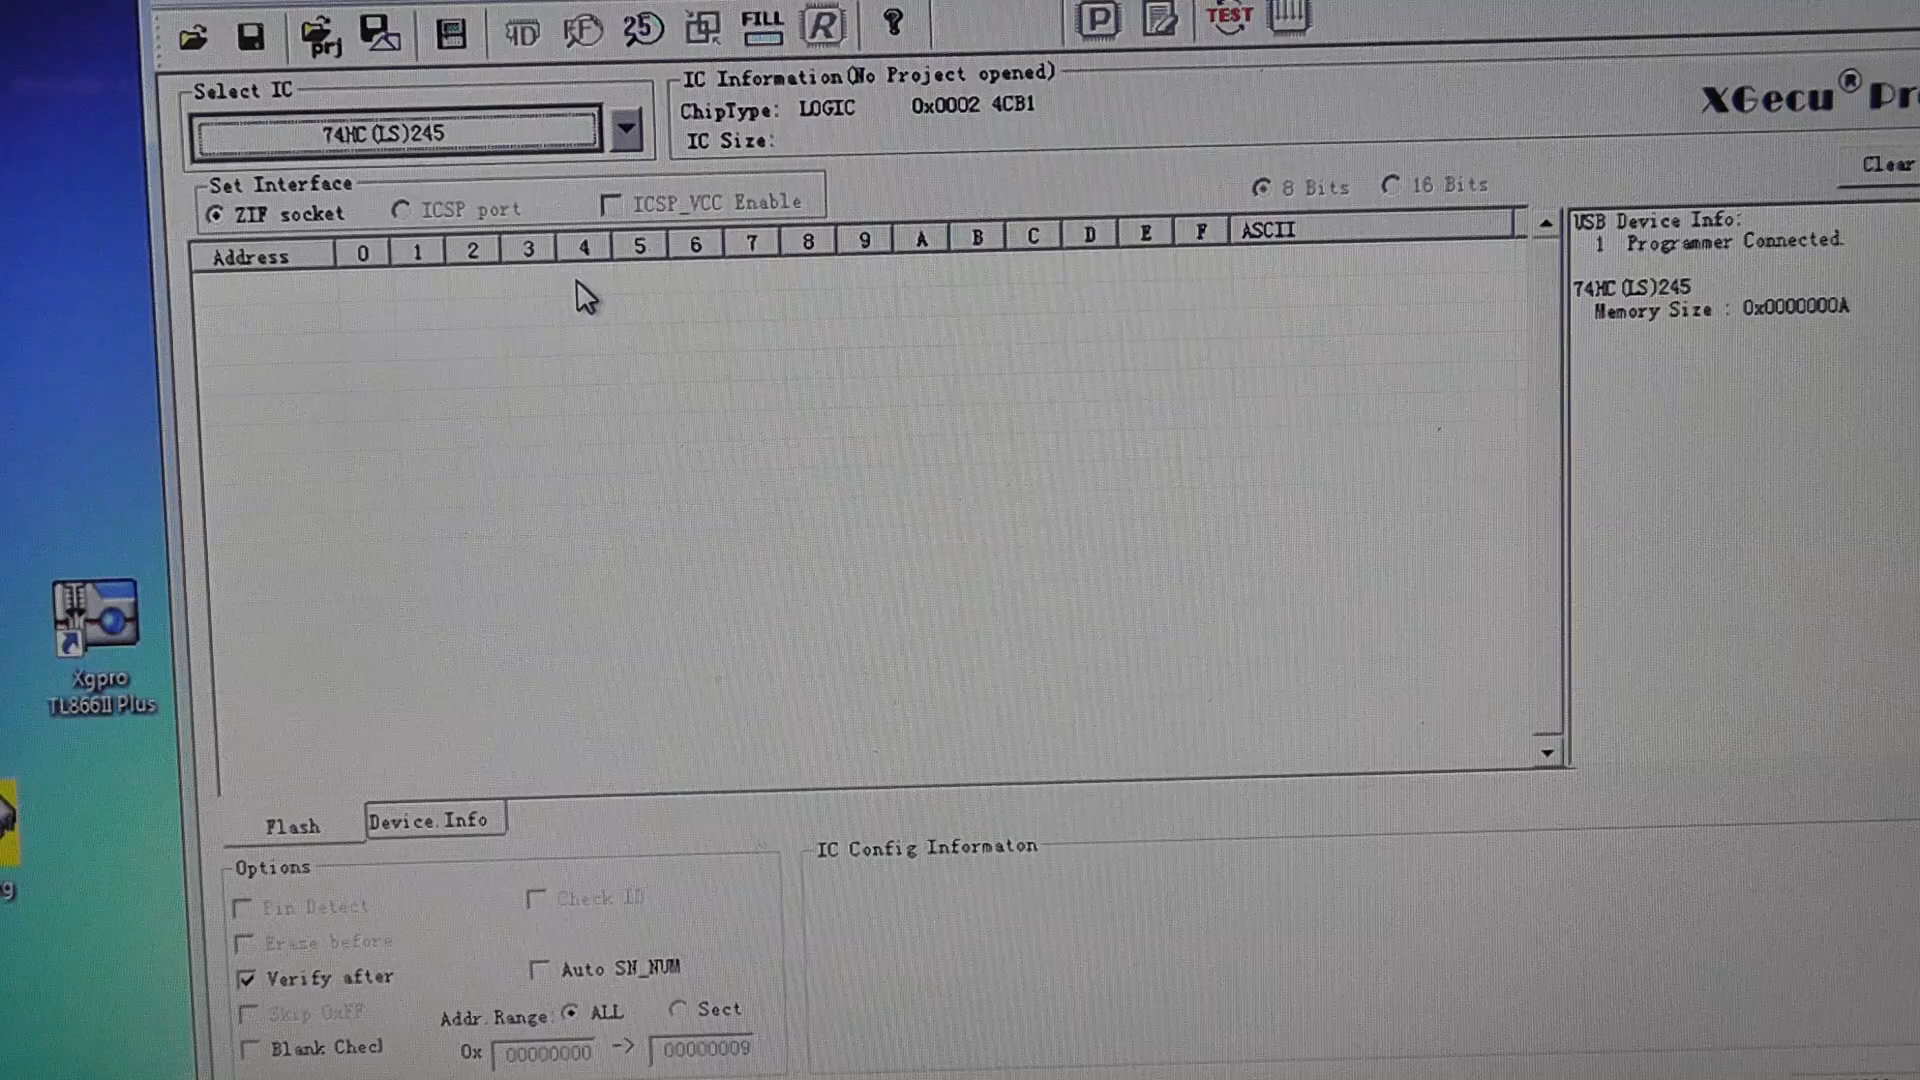 prj
ID
F
25
FILL
R
?
P
TEST
Select IC
74HC(LS)245
IC Information(No Project opened)
ChipType: LOGIC 0x0002 4CB1
IC Size:
XGecu®
Clear
Set Interface
ZIF socket ICSP port ICSP_VCC Enable
8 Bits 16 Bits
Address 0 1 2 3 4 5 6 7 8 9 A B C D E F ASCII
USB Device Info:
1 Programmer Connected.
74HC(LS)245
Memory Size : 0x0000000A
Xgpro
TL866II Plus
g
Flash Device.Info
Options
Pin Detect Check ID
Erase before
Verify after Auto SN_NUM
Skip 0xFF Addr.Range: ALL Sect
Blank Checl 0x 00000000 -> 00000009
IC Config Informaton